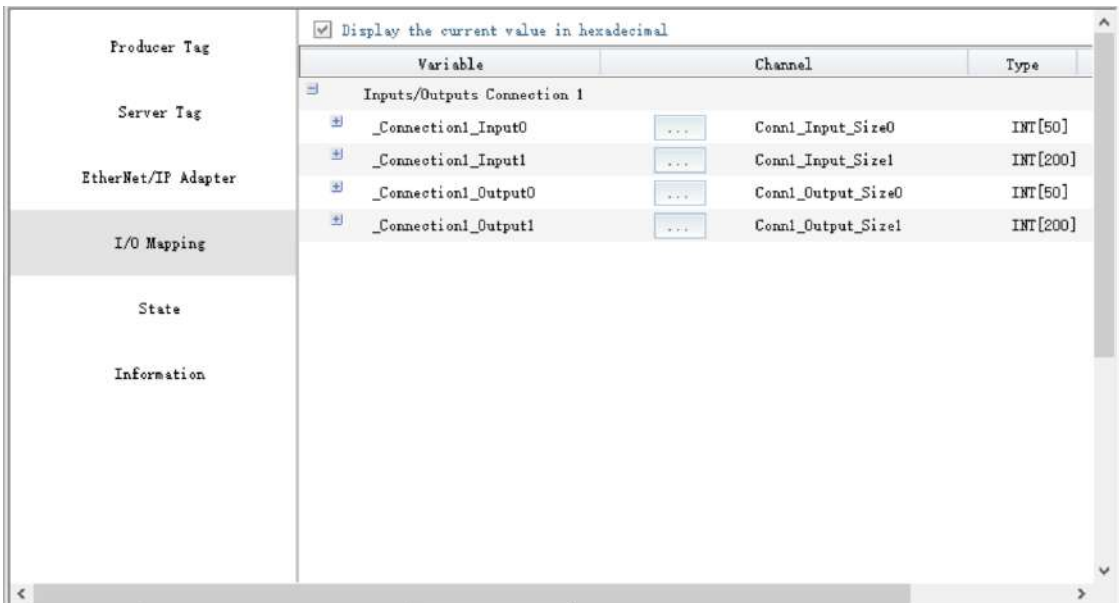 Producer Tag
Server Tag
EtherNet/IP Adapter
I/O Mapping
State
Information
Display the current value in hexadecimal
Variable Channel Type
Inputs/Outputs Connection 1
_Connection1_Input0 ... Conn1_Input_Size0 INT[50]
_Connection1_Input1 ... Conn1_Input_Size1 INT[200]
_Connection1_Output0 ... Conn1_Output_Size0 INT[50]
_Connection1_Output1 ... Conn1_Output_Size1 INT[200]